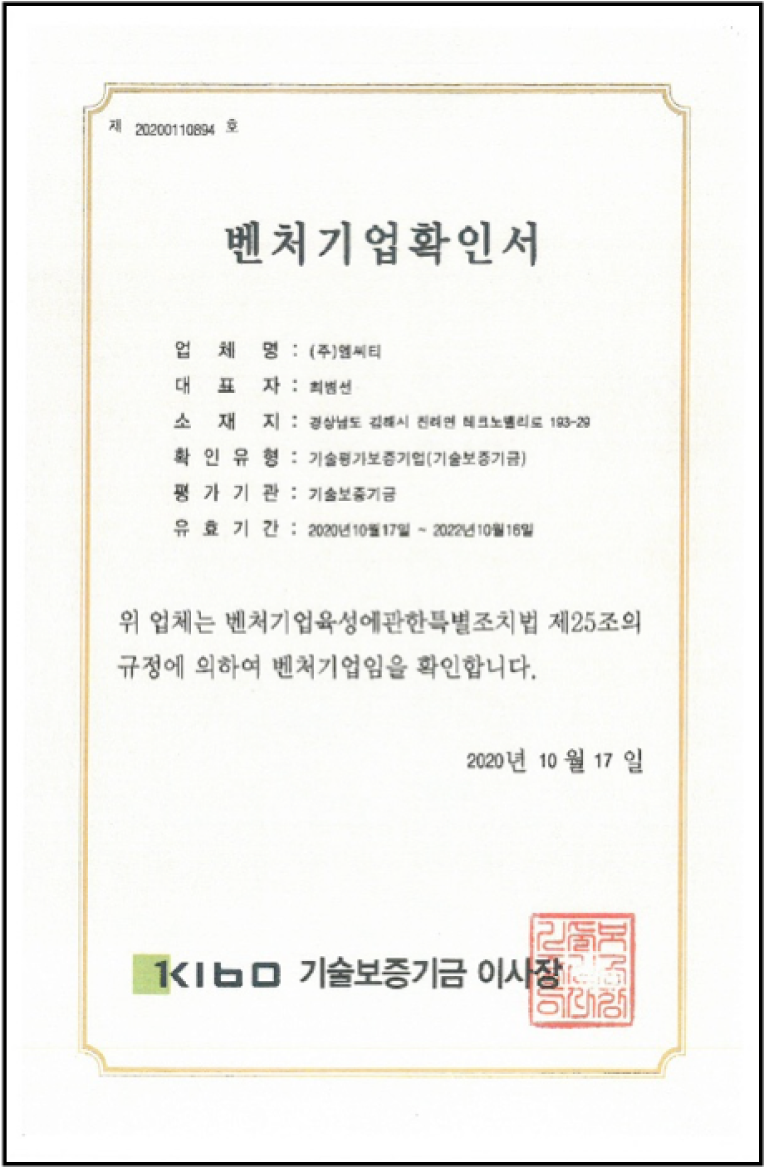 제 20200110894 호
벤처기업확인서
업 체 명 : (주)엠씨티
대 표 자 : 최범선
소 재 지 : 경상남도 김해시 진례면 테크노밸리로 193-29
확 인 유 형 : 기술평가보증기업(기술보증기금)
평 가 기 관 : 기술보증기금
유 효 기 간 : 2020년10월17일 ~ 2022년10월16일
위 업체는 벤처기업육성에관한특별조치법 제25조의
규정에 의하여 벤처기업임을 확인합니다.
2020년 10 월 17 일
KIBO 기술보증기금 이사장